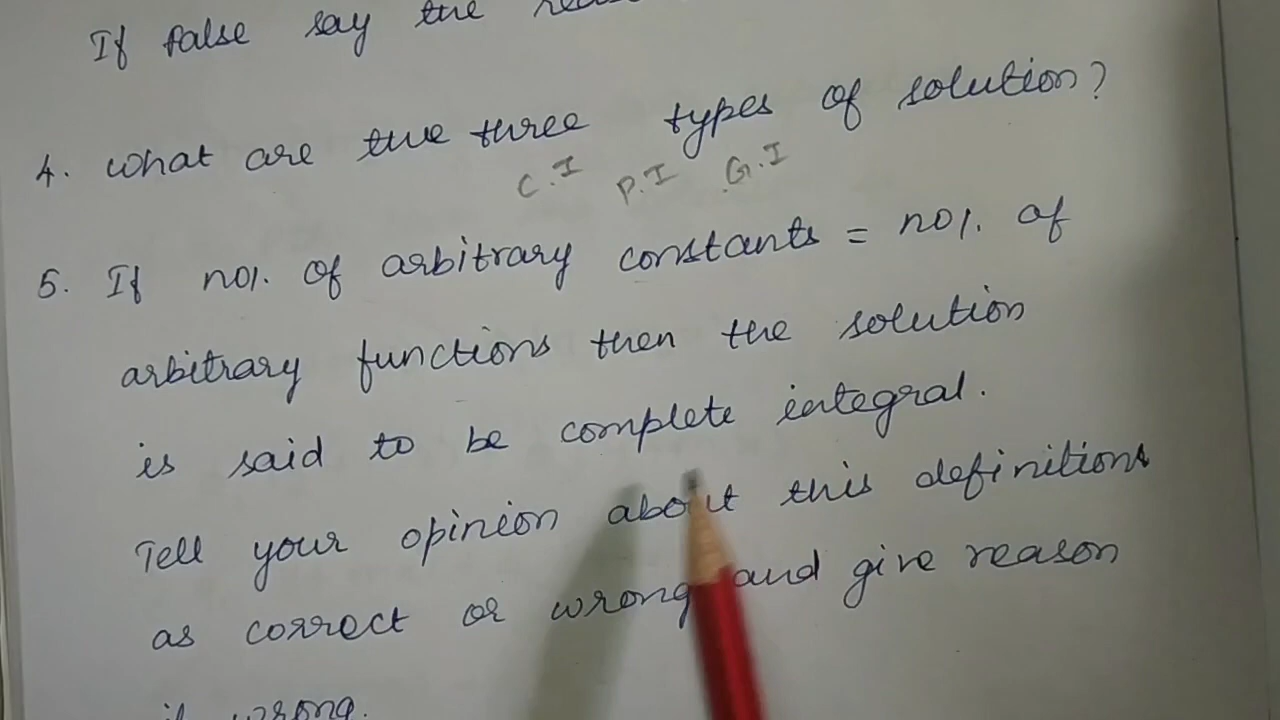 If false say the
4. What are the three types of solution?
C.I P.I G.I
5. If no/. of arbitrary constants = no/. of
arbitrary functions then the solution
is said to be complete integral.
Tell your opinion about this definitions
as correct or wrong and give reason
if wrong.